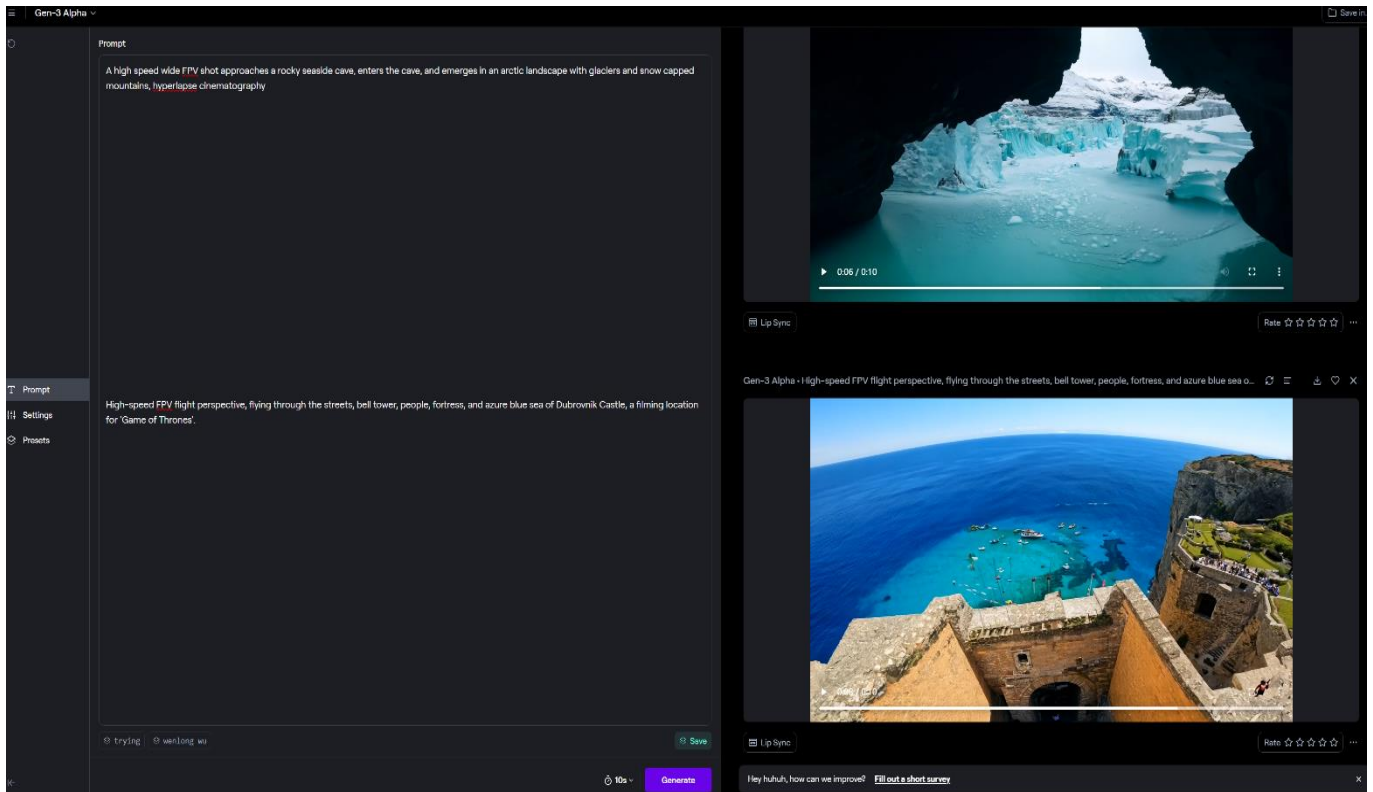 Gen-3 Alpha
Save in.
Prompt
A high speed wide FPV shot approaches a rocky seaside cave, enters the cave, and emerges in an arctic landscape with glaciers and snow capped
mountains, hyperlapse cinematography
0:06 / 0:10
Lip Sync
Rate
Gen-3 Alpha • High-speed FPV flight perspective, flying through the streets, bell tower, people, fortress, and azure blue sea o...
Prompt
Settings
Presets
High-speed FPV flight perspective, flying through the streets, bell tower, people, fortress, and azure blue sea of Dubrovnik Castle, a filming location
for 'Game of Thrones'.
trying
wenlong wu
Save
Lip Sync
Rate
10s
Generate
Hey huhuh, how can we improve? Fill out a short survey